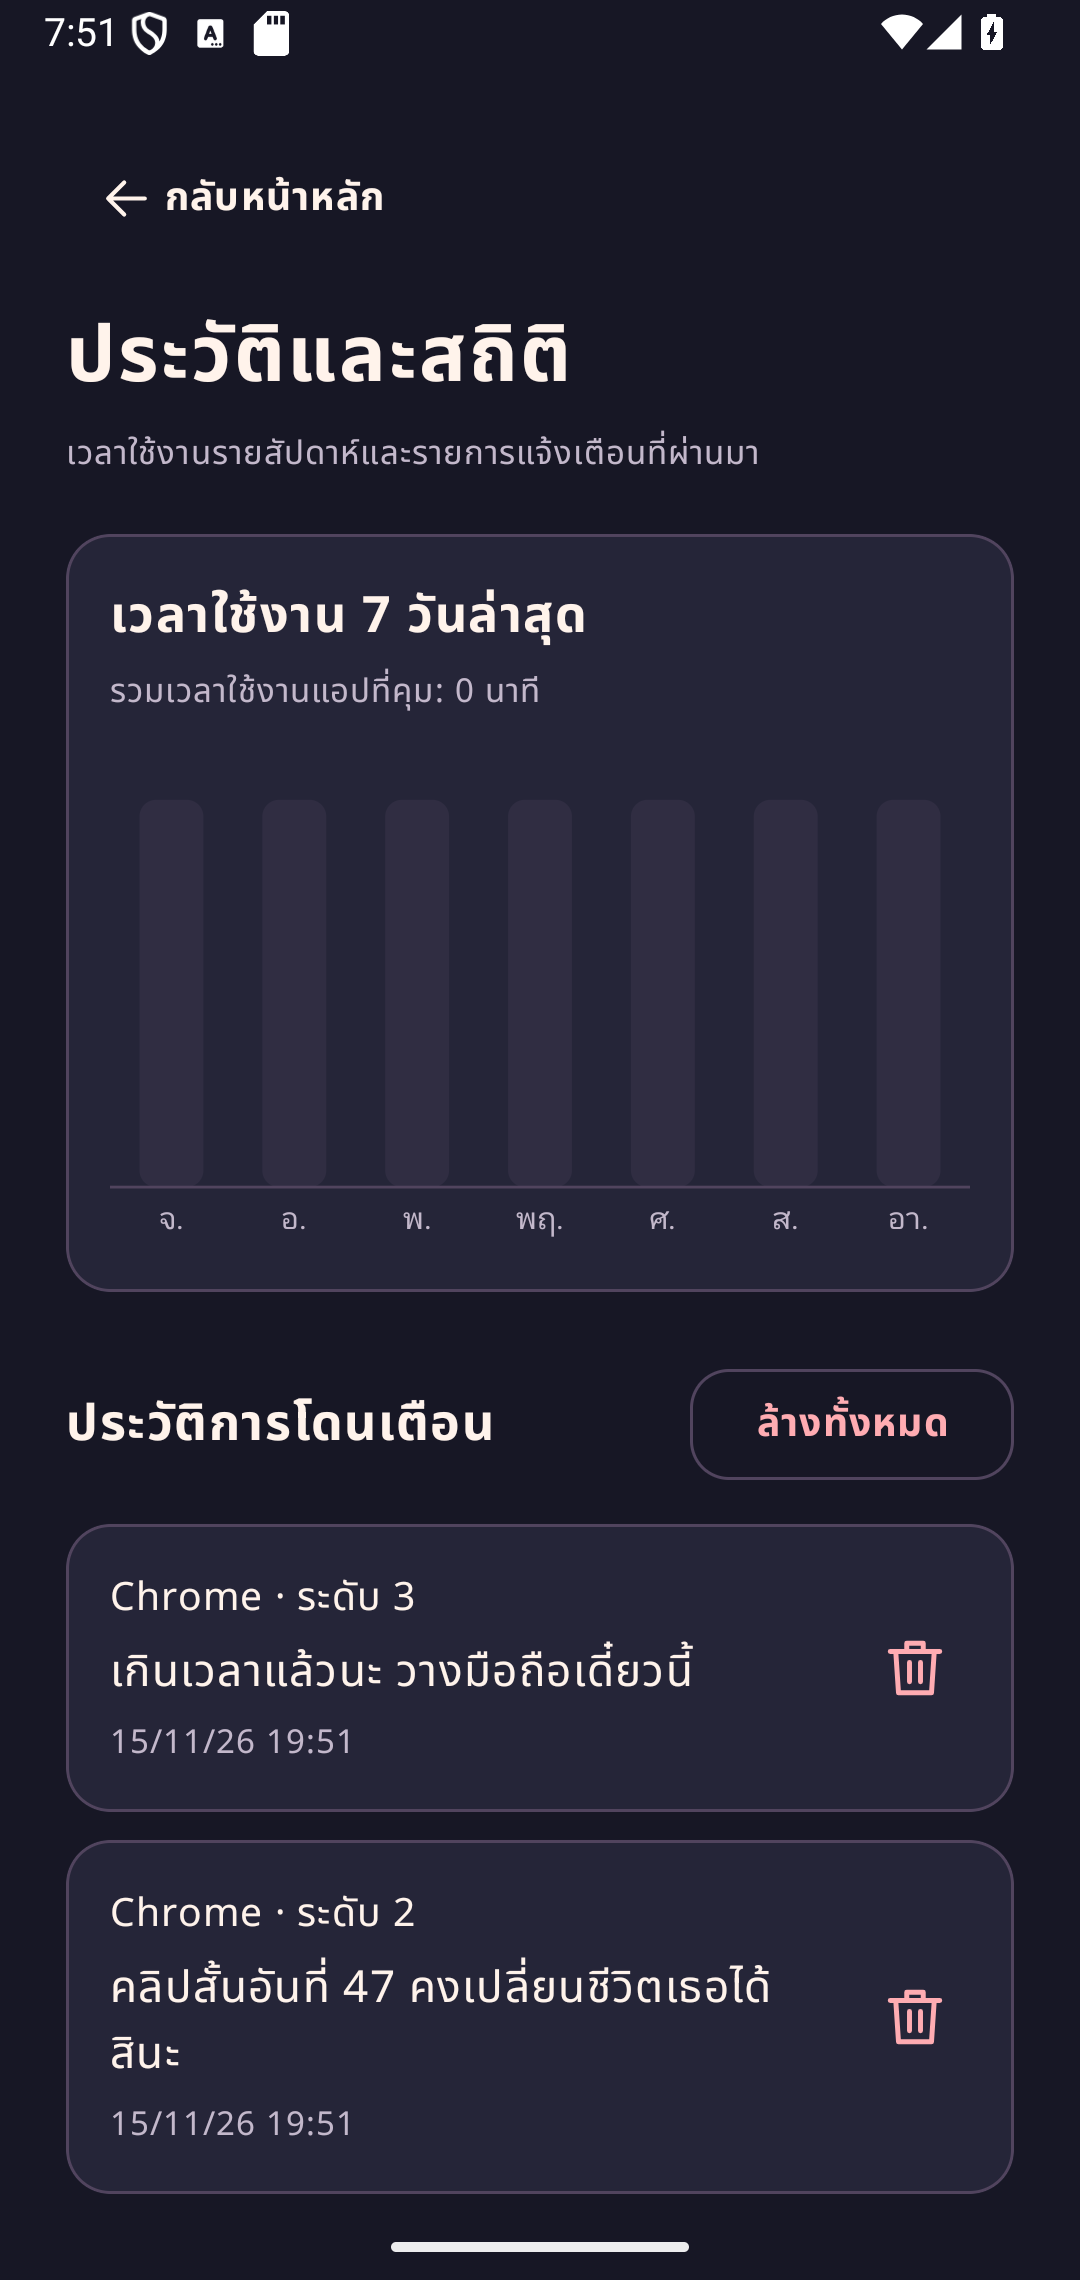 7:51
กลับหน้าหลัก
ประวัติและสถิติ
เวลาใช้งานรายสัปดาห์และรายการแจ้งเตือนที่ผ่านมา
เวลาใช้งาน 7 วันล่าสุด
รวมเวลาใช้งานแอปที่คุม: 0 นาที
จ. อ. พ. พฤ. ศ. ส. อา.
ประวัติการโดนเตือน
ล้างทั้งหมด
Chrome · ระดับ 3
เกินเวลาแล้วนะ วางมือถือเดี๋ยวนี้
15/11/26 19:51
Chrome · ระดับ 2
คลิปสั้นอันที่ 47 คงเปลี่ยนชีวิตเธอได้
สินะ
15/11/26 19:51